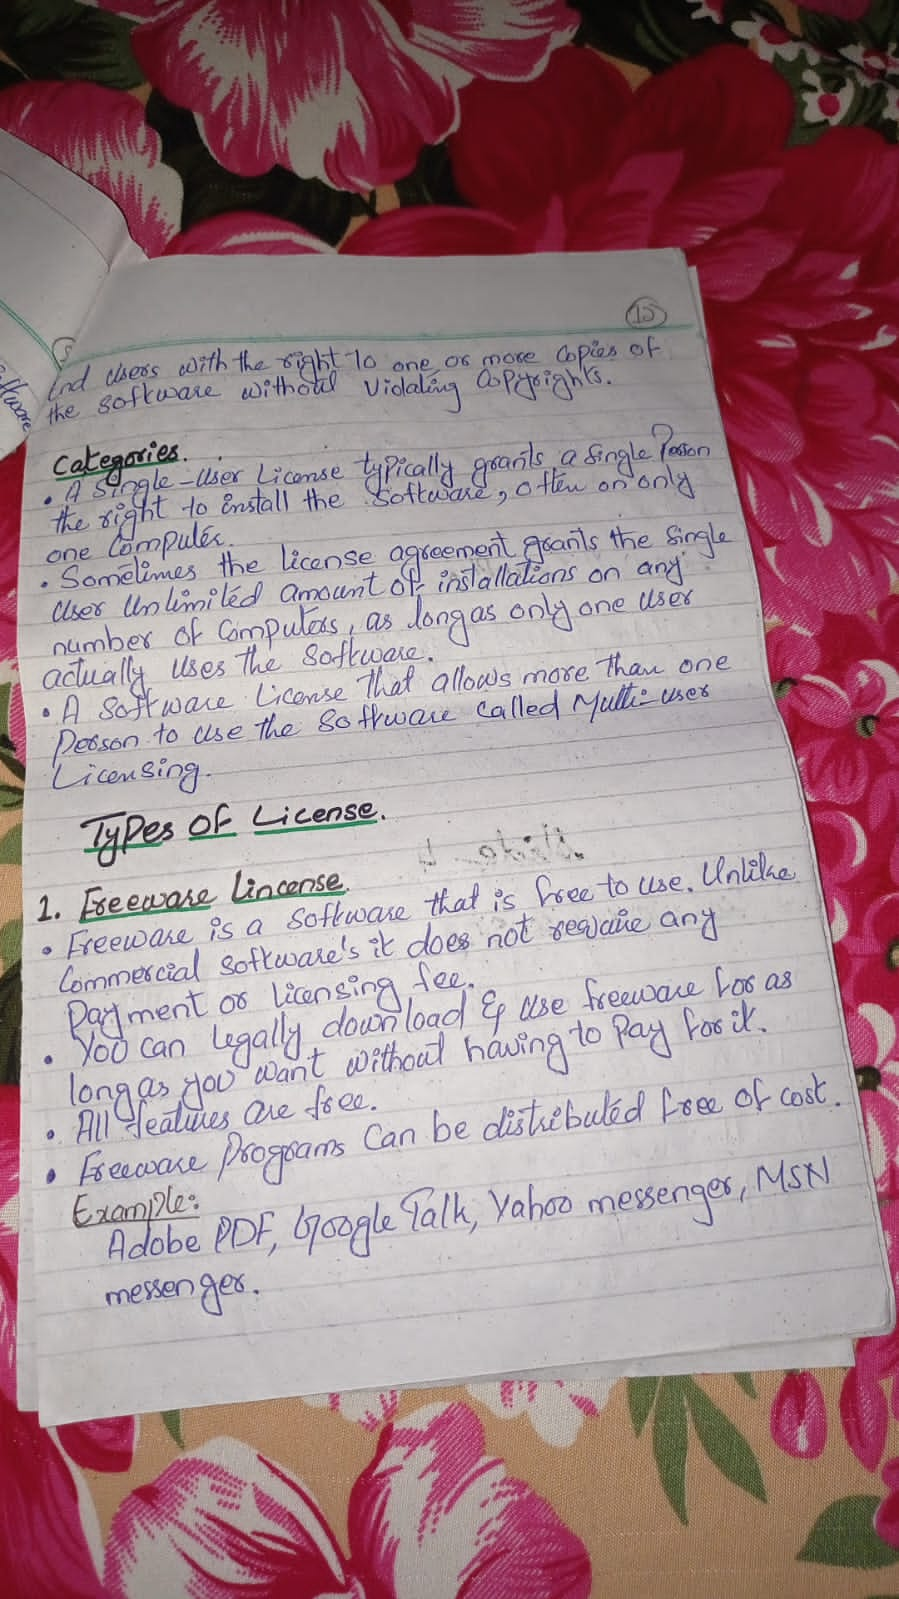 15
End Users with the right to one or more copies of
the software without violating copyrights.
Categories.
• A Single-User License typically grants a single Person
the right to install the software, often on only
one Computer.
• Sometimes the license agreement grants the single
User Unlimited amount of installations on any
number of Computers, as long as only one user
actually uses the software.
• A Software License that allows more than one
Person to use the software called Multi-user
Licensing.
Types of License.
1. Freeware Lincense.
• Freeware is a software that is free to use. Unlike
Commercial software's it does not require any
Payment or licensing fee.
• You can legally download & use freeware for as
long as you want without having to Pay for it.
• All features are free.
• Freeware Programs can be distributed free of cost.
Example:
Adobe PDF, Google Talk, Yahoo messenger, MSN
messenger.